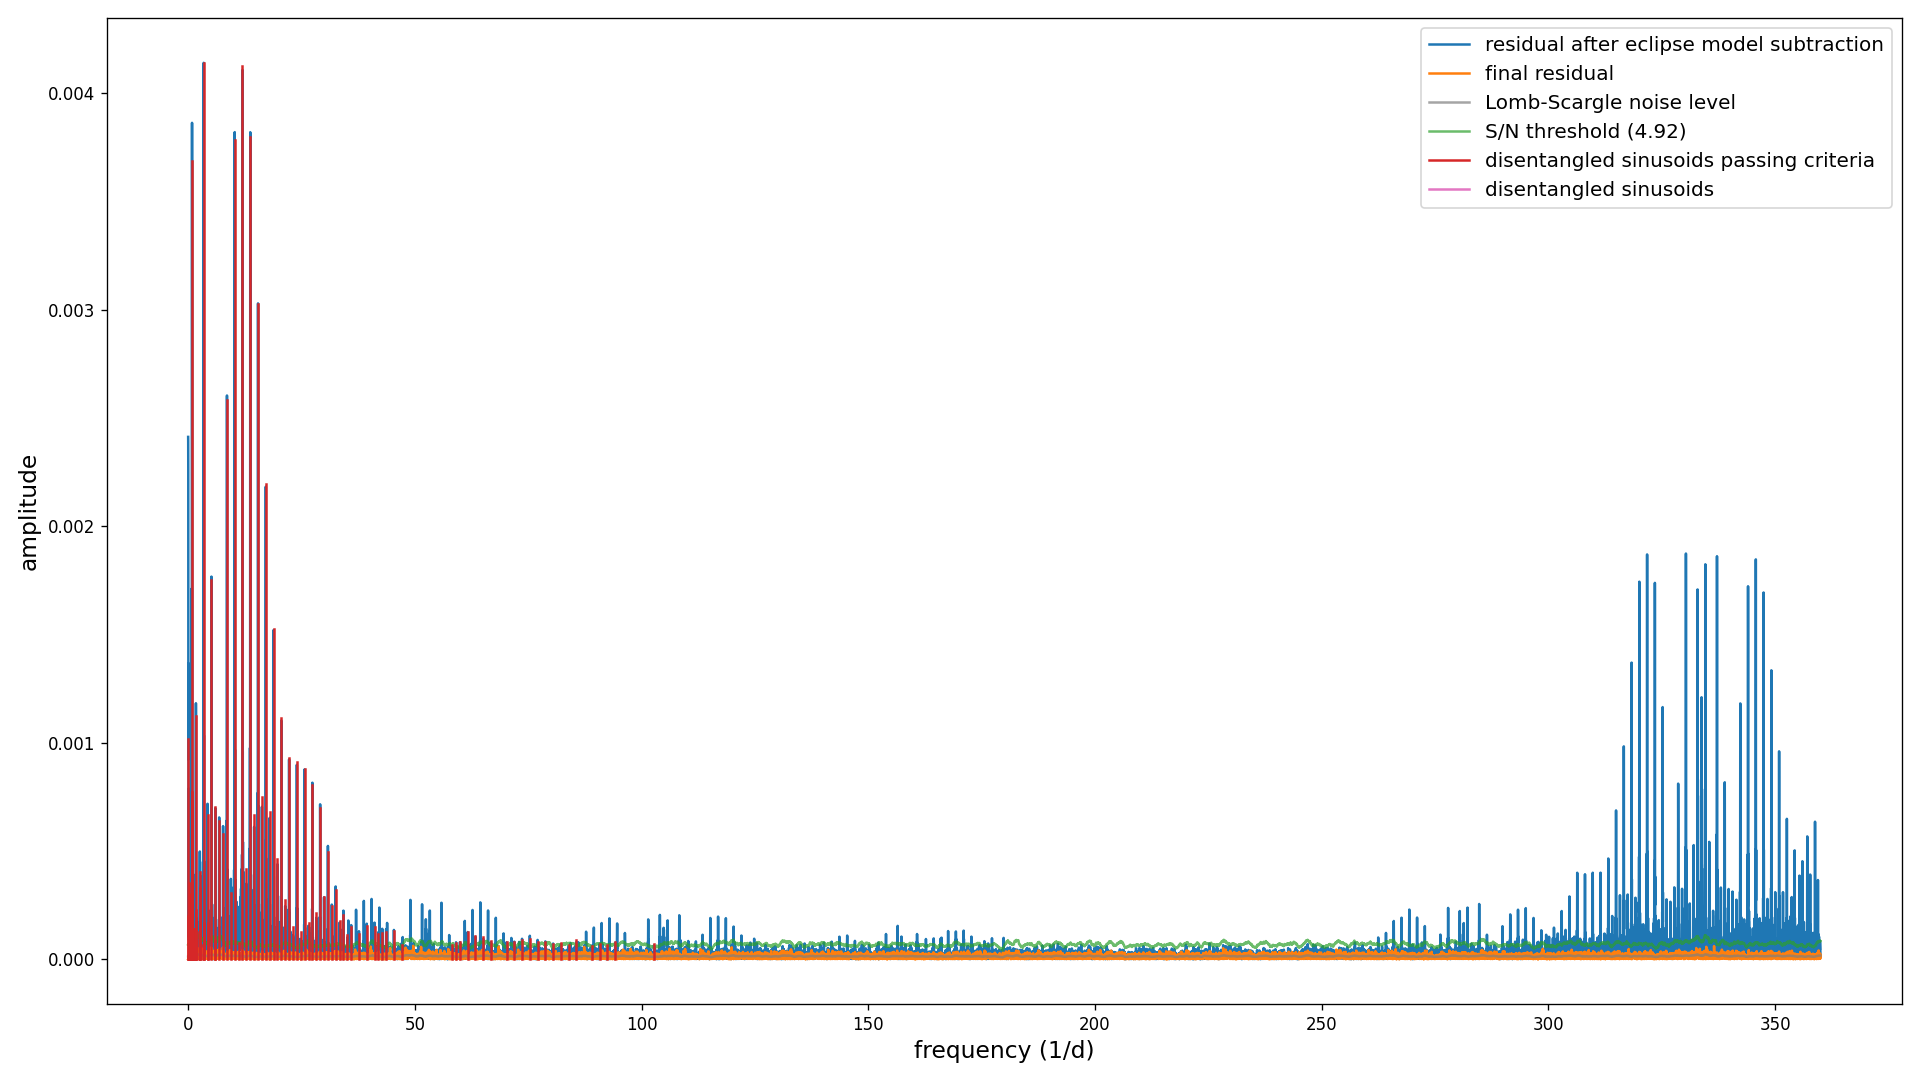 residual after eclipse model subtraction
final residual
Lomb-Scargle noise level
S/N threshold (4.92)
disentangled sinusoids passing criteria
disentangled sinusoids
0.004
0.003
0.002
0.001
0.000
amplitude
0 50 100 150 200 250 300 350
frequency (1/d)